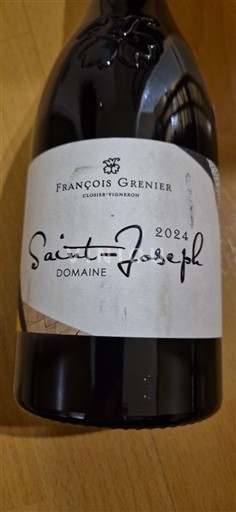 FRANÇOIS GRENIER
CLOSIER-VIGNERON
2024
Saint-Joseph
DOMAINE